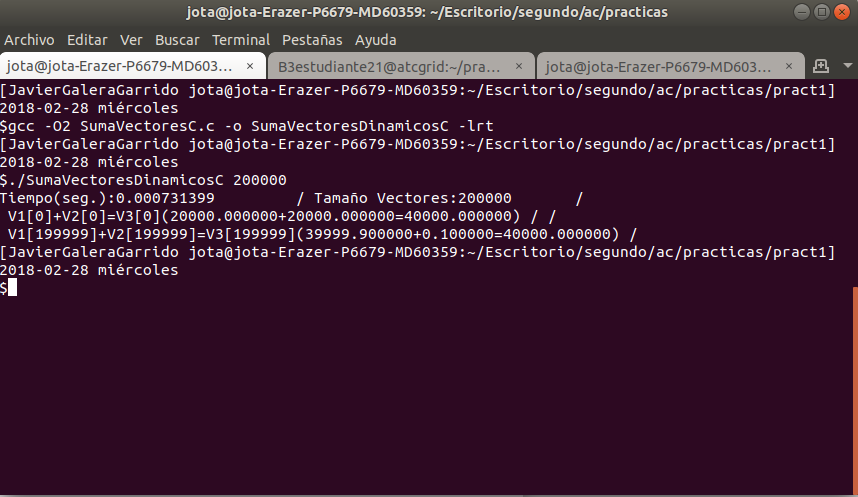 jota@jota-Erazer-P6679-MD60359: ~/Escritorio/segundo/ac/practicas
Archivo Editar Ver Buscar Terminal Pestañas Ayuda
jota@jota-Erazer-P6679-MD603... × B3estudiante21@atcgrid:~/pra... × jota@jota-Erazer-P6679-MD603... ×
[JavierGaleraGarrido jota@jota-Erazer-P6679-MD60359:~/Escritorio/segundo/ac/practicas/pract1]
2018-02-28 miércoles
$gcc -O2 SumaVectoresC.c -o SumaVectoresDinamicosC -lrt
[JavierGaleraGarrido jota@jota-Erazer-P6679-MD60359:~/Escritorio/segundo/ac/practicas/pract1]
2018-02-28 miércoles
$./SumaVectoresDinamicosC 200000
Tiempo(seg.):0.000731399 / Tamaño Vectores:200000 /
V1[0]+V2[0]=V3[0](20000.000000+20000.000000=40000.000000) / /
V1[199999]+V2[199999]=V3[199999](39999.900000+0.100000=40000.000000) /
[JavierGaleraGarrido jota@jota-Erazer-P6679-MD60359:~/Escritorio/segundo/ac/practicas/pract1]
2018-02-28 miércoles
$